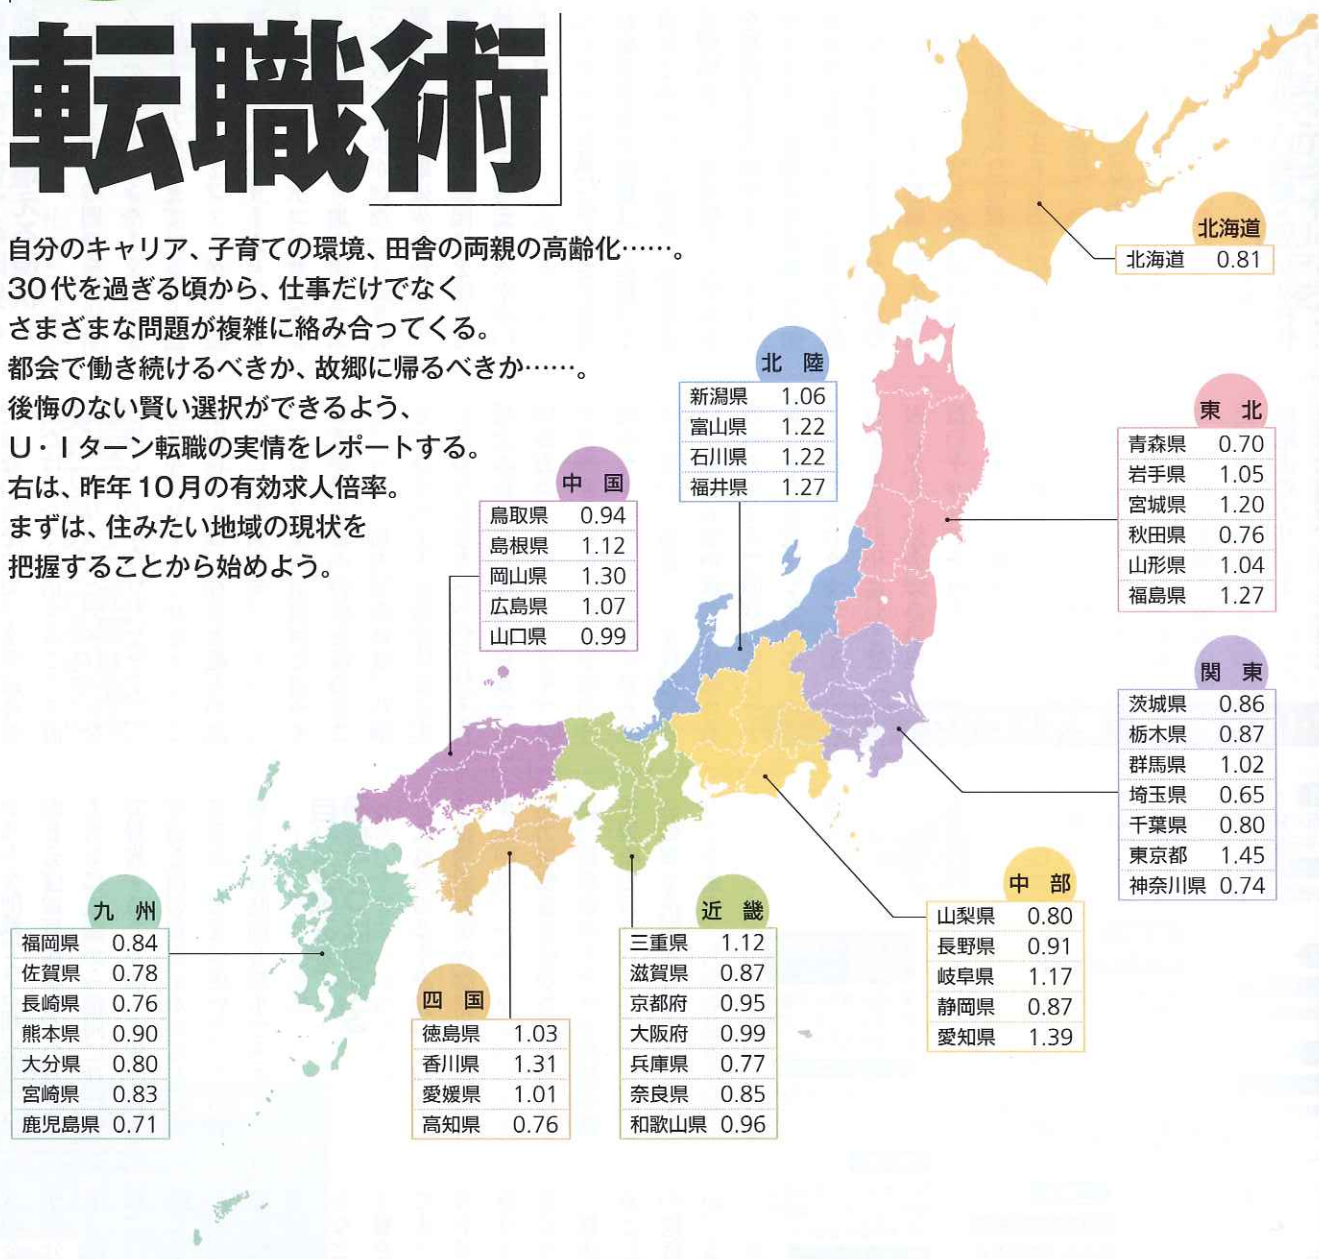 転職術
自分のキャリア、子育ての環境、田舎の両親の高齢化……。
30代を過ぎる頃から、仕事だけでなく
さまざまな問題が複雑に絡み合ってくる。
都会で働き続けるべきか、故郷に帰るべきか……。
後悔のない賢い選択ができるよう、
U・Iターン転職の実情をレポートする。
右は、昨年10月の有効求人倍率。
まずは、住みたい地域の現状を
把握することから始めよう。
北海道
北海道 0.81
東北
青森県 0.70
岩手県 1.05
宮城県 1.20
秋田県 0.76
山形県 1.04
福島県 1.27
北陸
新潟県 1.06
富山県 1.22
石川県 1.22
福井県 1.27
中国
鳥取県 0.94
島根県 1.12
岡山県 1.30
広島県 1.07
山口県 0.99
関東
茨城県 0.86
栃木県 0.87
群馬県 1.02
埼玉県 0.65
千葉県 0.80
東京都 1.45
神奈川県 0.74
中部
山梨県 0.80
長野県 0.91
岐阜県 1.17
静岡県 0.87
愛知県 1.39
近畿
三重県 1.12
滋賀県 0.87
京都府 0.95
大阪府 0.99
兵庫県 0.77
奈良県 0.85
和歌山県 0.96
四国
徳島県 1.03
香川県 1.31
愛媛県 1.01
高知県 0.76
九州
福岡県 0.84
佐賀県 0.78
長崎県 0.76
熊本県 0.90
大分県 0.80
宮崎県 0.83
鹿児島県 0.71